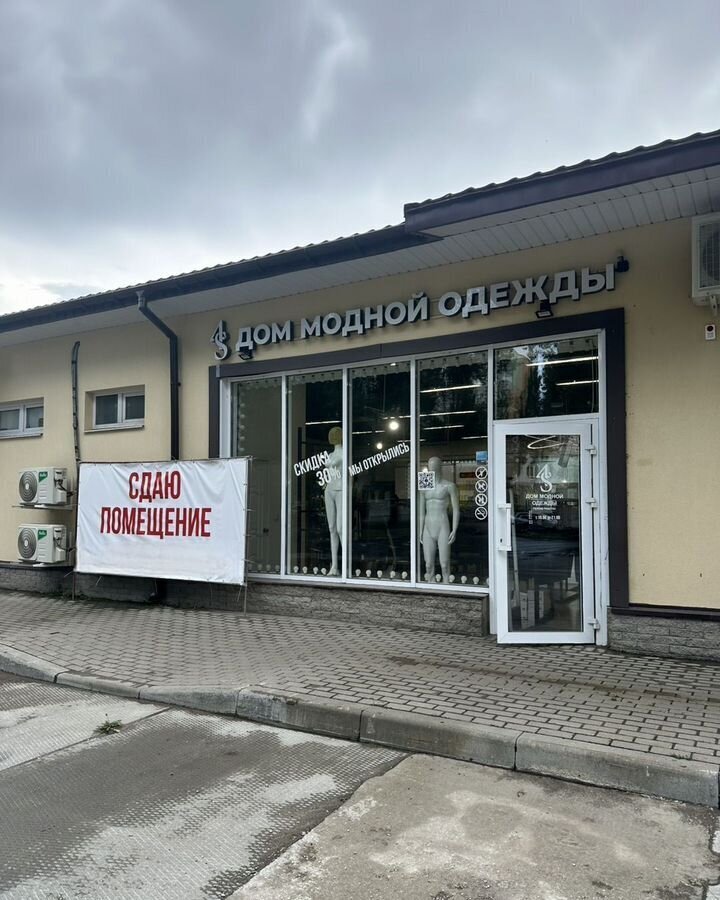 ДОМ МОДНОЙ ОДЕЖДЫ
СДАЮ
ПОМЕЩЕНИЕ
СКИДКА
30%
МЫ ОТКРЫЛИСЬ
ДОМ МОДНОЙ
ОДЕЖДЫ